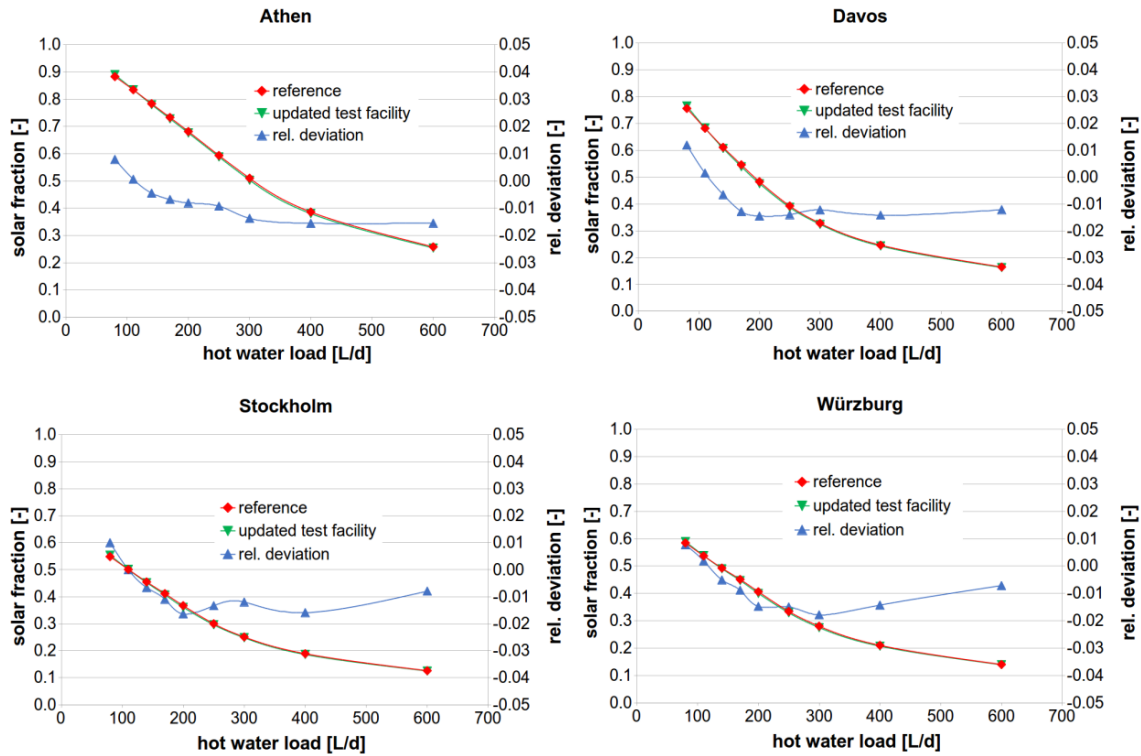 Athen
1.0
0.9
0.8
0.7
0.6
0.5
0.4
0.3
0.2
0.1
0.0
solar fraction [-]
0.05
0.04
0.03
0.02
0.01
0.00
-0.01
-0.02
-0.03
-0.04
-0.05
rel. deviation [-]
reference
updated test facility
rel. deviation
0 100 200 300 400 500 600 700
hot water load [L/d]
Davos
1.0
0.9
0.8
0.7
0.6
0.5
0.4
0.3
0.2
0.1
0.0
solar fraction [-]
0.05
0.04
0.03
0.02
0.01
0.00
-0.01
-0.02
-0.03
-0.04
-0.05
rel. deviation [-]
reference
updated test facility
rel. deviation
0 100 200 300 400 500 600 700
hot water load [L/d]
Stockholm
1.0
0.9
0.8
0.7
0.6
0.5
0.4
0.3
0.2
0.1
0.0
solar fraction [-]
0.05
0.04
0.03
0.02
0.01
0.00
-0.01
-0.02
-0.03
-0.04
-0.05
rel. deviation [-]
reference
updated test facility
rel. deviation
0 100 200 300 400 500 600 700
hot water load [L/d]
Würzburg
1.0
0.9
0.8
0.7
0.6
0.5
0.4
0.3
0.2
0.1
0.0
solar fraction [-]
0.05
0.04
0.03
0.02
0.01
0.00
-0.01
-0.02
-0.03
-0.04
-0.05
rel. deviation [-]
reference
updated test facility
rel. deviation
0 100 200 300 400 500 600 700
hot water load [L/d]